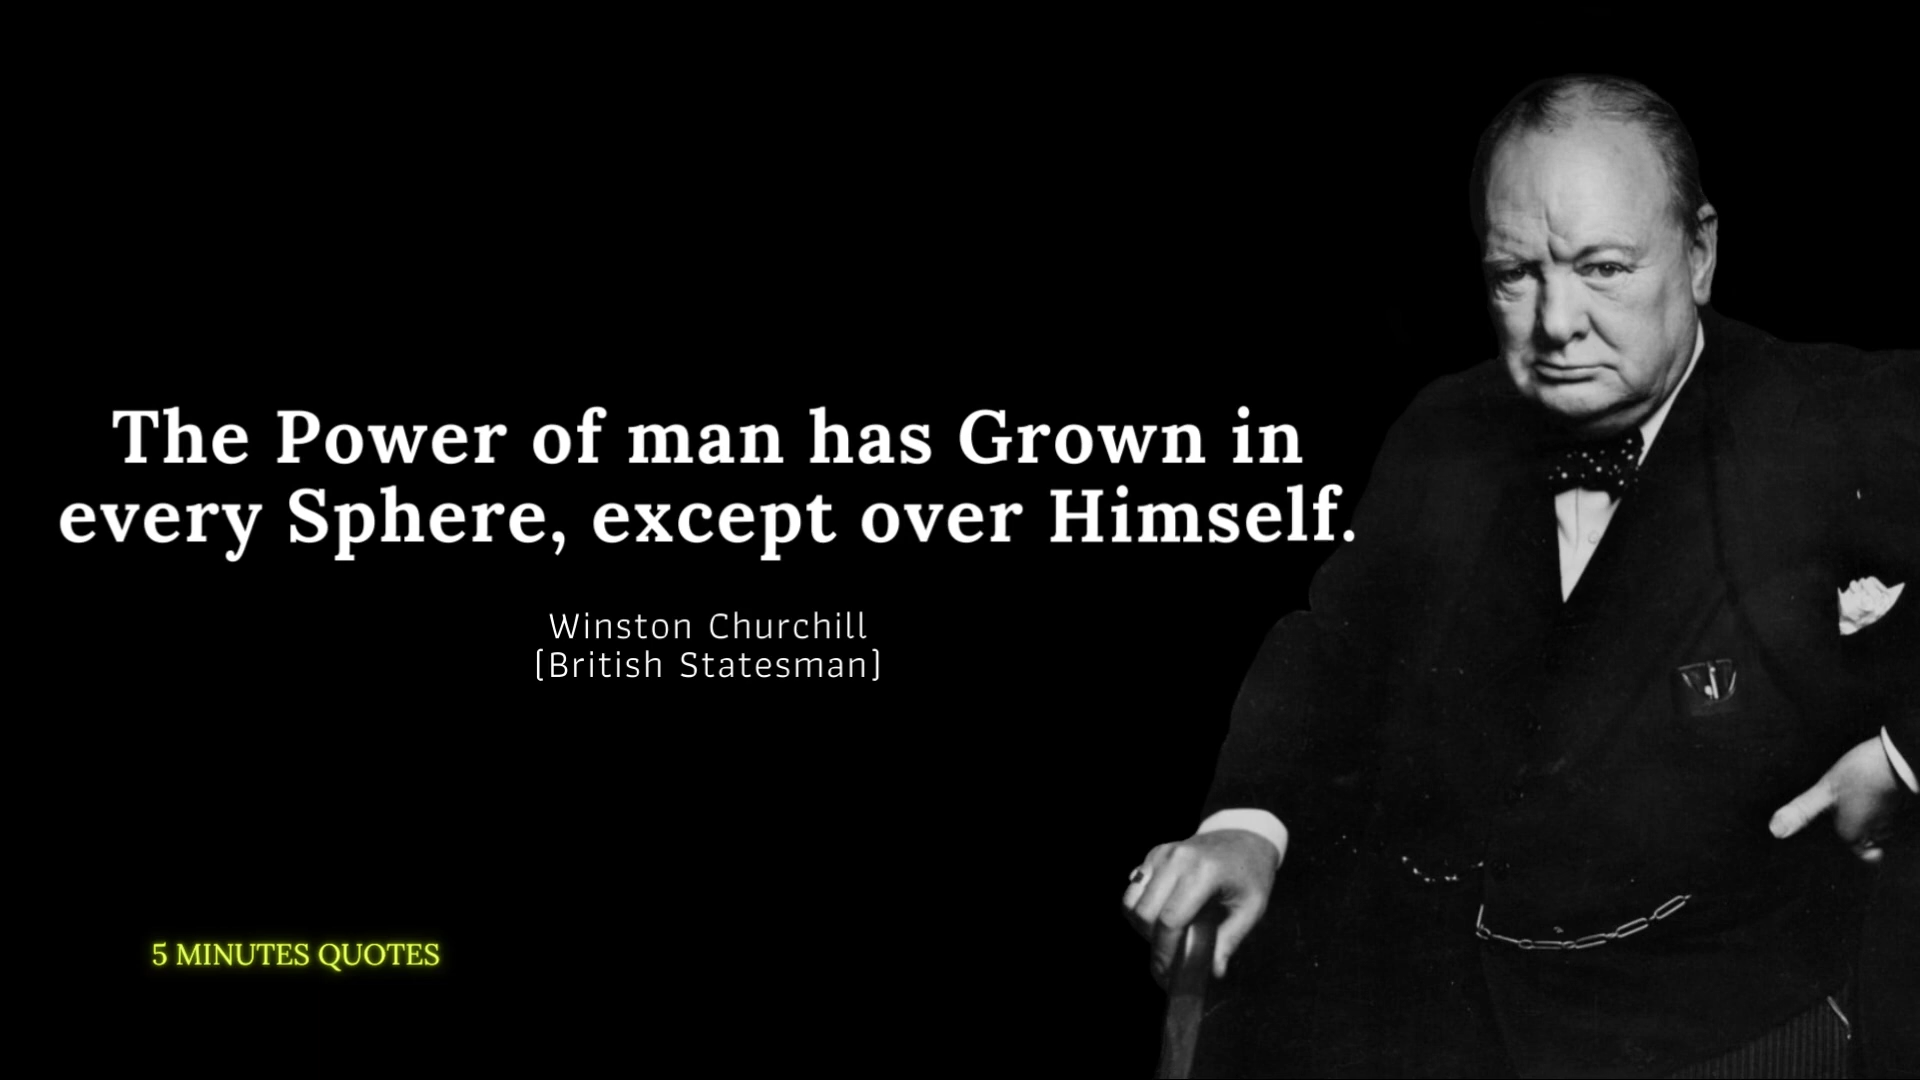 The Power of man has Grown in
every Sphere, except over Himself.
Winston Churchill
[British Statesman]
5 MINUTES QUOTES